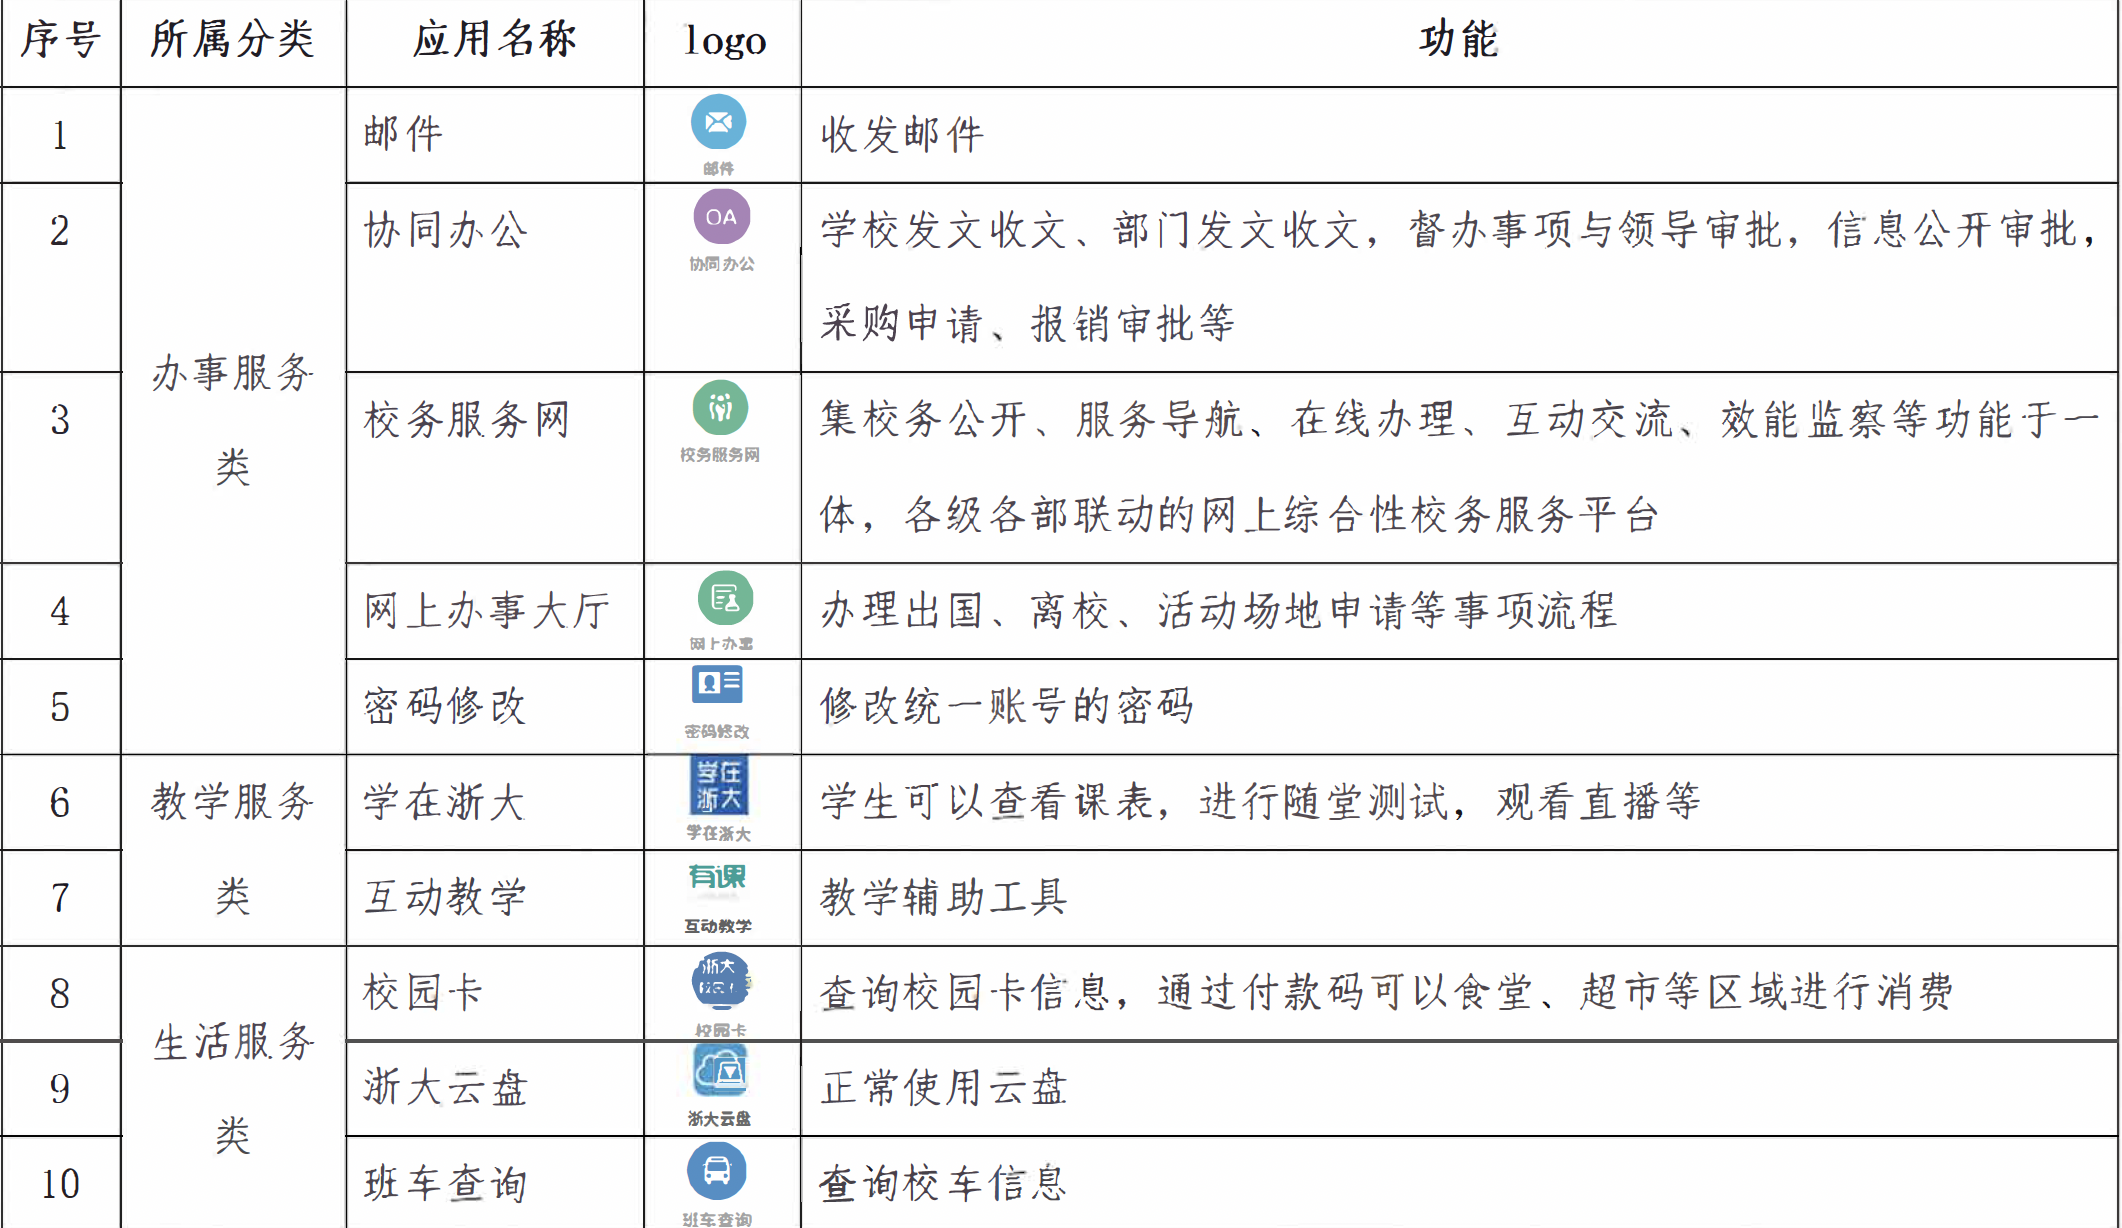 序号 所属分类 应用名称 logo 功能
1 邮件 邮件 收发邮件
2 协同办公 OA 协同办公 学校发文收文、部门发文收文，督办事项与领导审批，信息公开审批，
采购申请、报销审批等
办事服务
类
3 校务服务网 校务服务网 集校务公开、服务导航、在线办理、互动交流、效能监察等功能于一
体，各级各部联动的网上综合性校务服务平台
4 网上办事大厅 网上办事 办理出国、离校、活动场地申请等事项流程
5 密码修改 密码修改 修改统一账号的密码
6 教学服务 学在浙大 学在
浙大
学在浙大 学生可以查看课表，进行随堂测试，观看直播等
7 类 互动教学 有课
互动教学 教学辅助工具
8 校园卡 浙大
校园卡 查询校园卡信息，通过付款码可以食堂、超市等区域进行消费
生活服务
类
9 浙大云盘 浙大云盘 正常使用云盘
10 班车查询 班车查询 查询校车信息